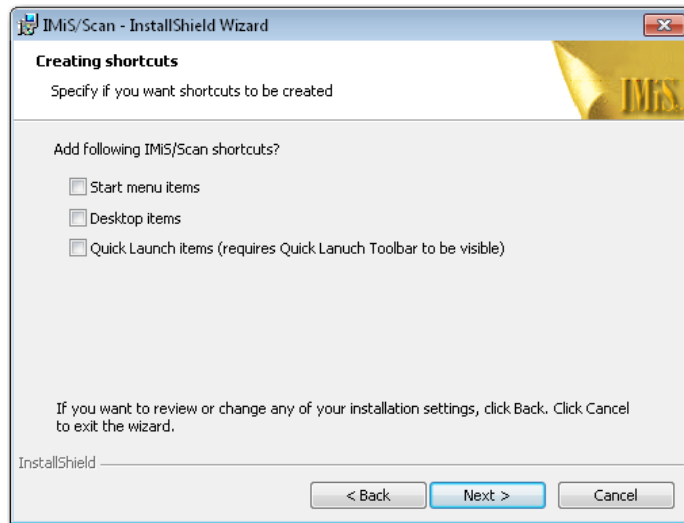 IMiS/Scan - InstallShield Wizard
Creating shortcuts
Specify if you want shortcuts to be created
IMiS
Add following IMiS/Scan shortcuts?
Start menu items
Desktop items
Quick Launch items (requires Quick Lanuch Toolbar to be visible)
If you want to review or change any of your installation settings, click Back. Click Cancel
to exit the wizard.
InstallShield
< Back
Next >
Cancel